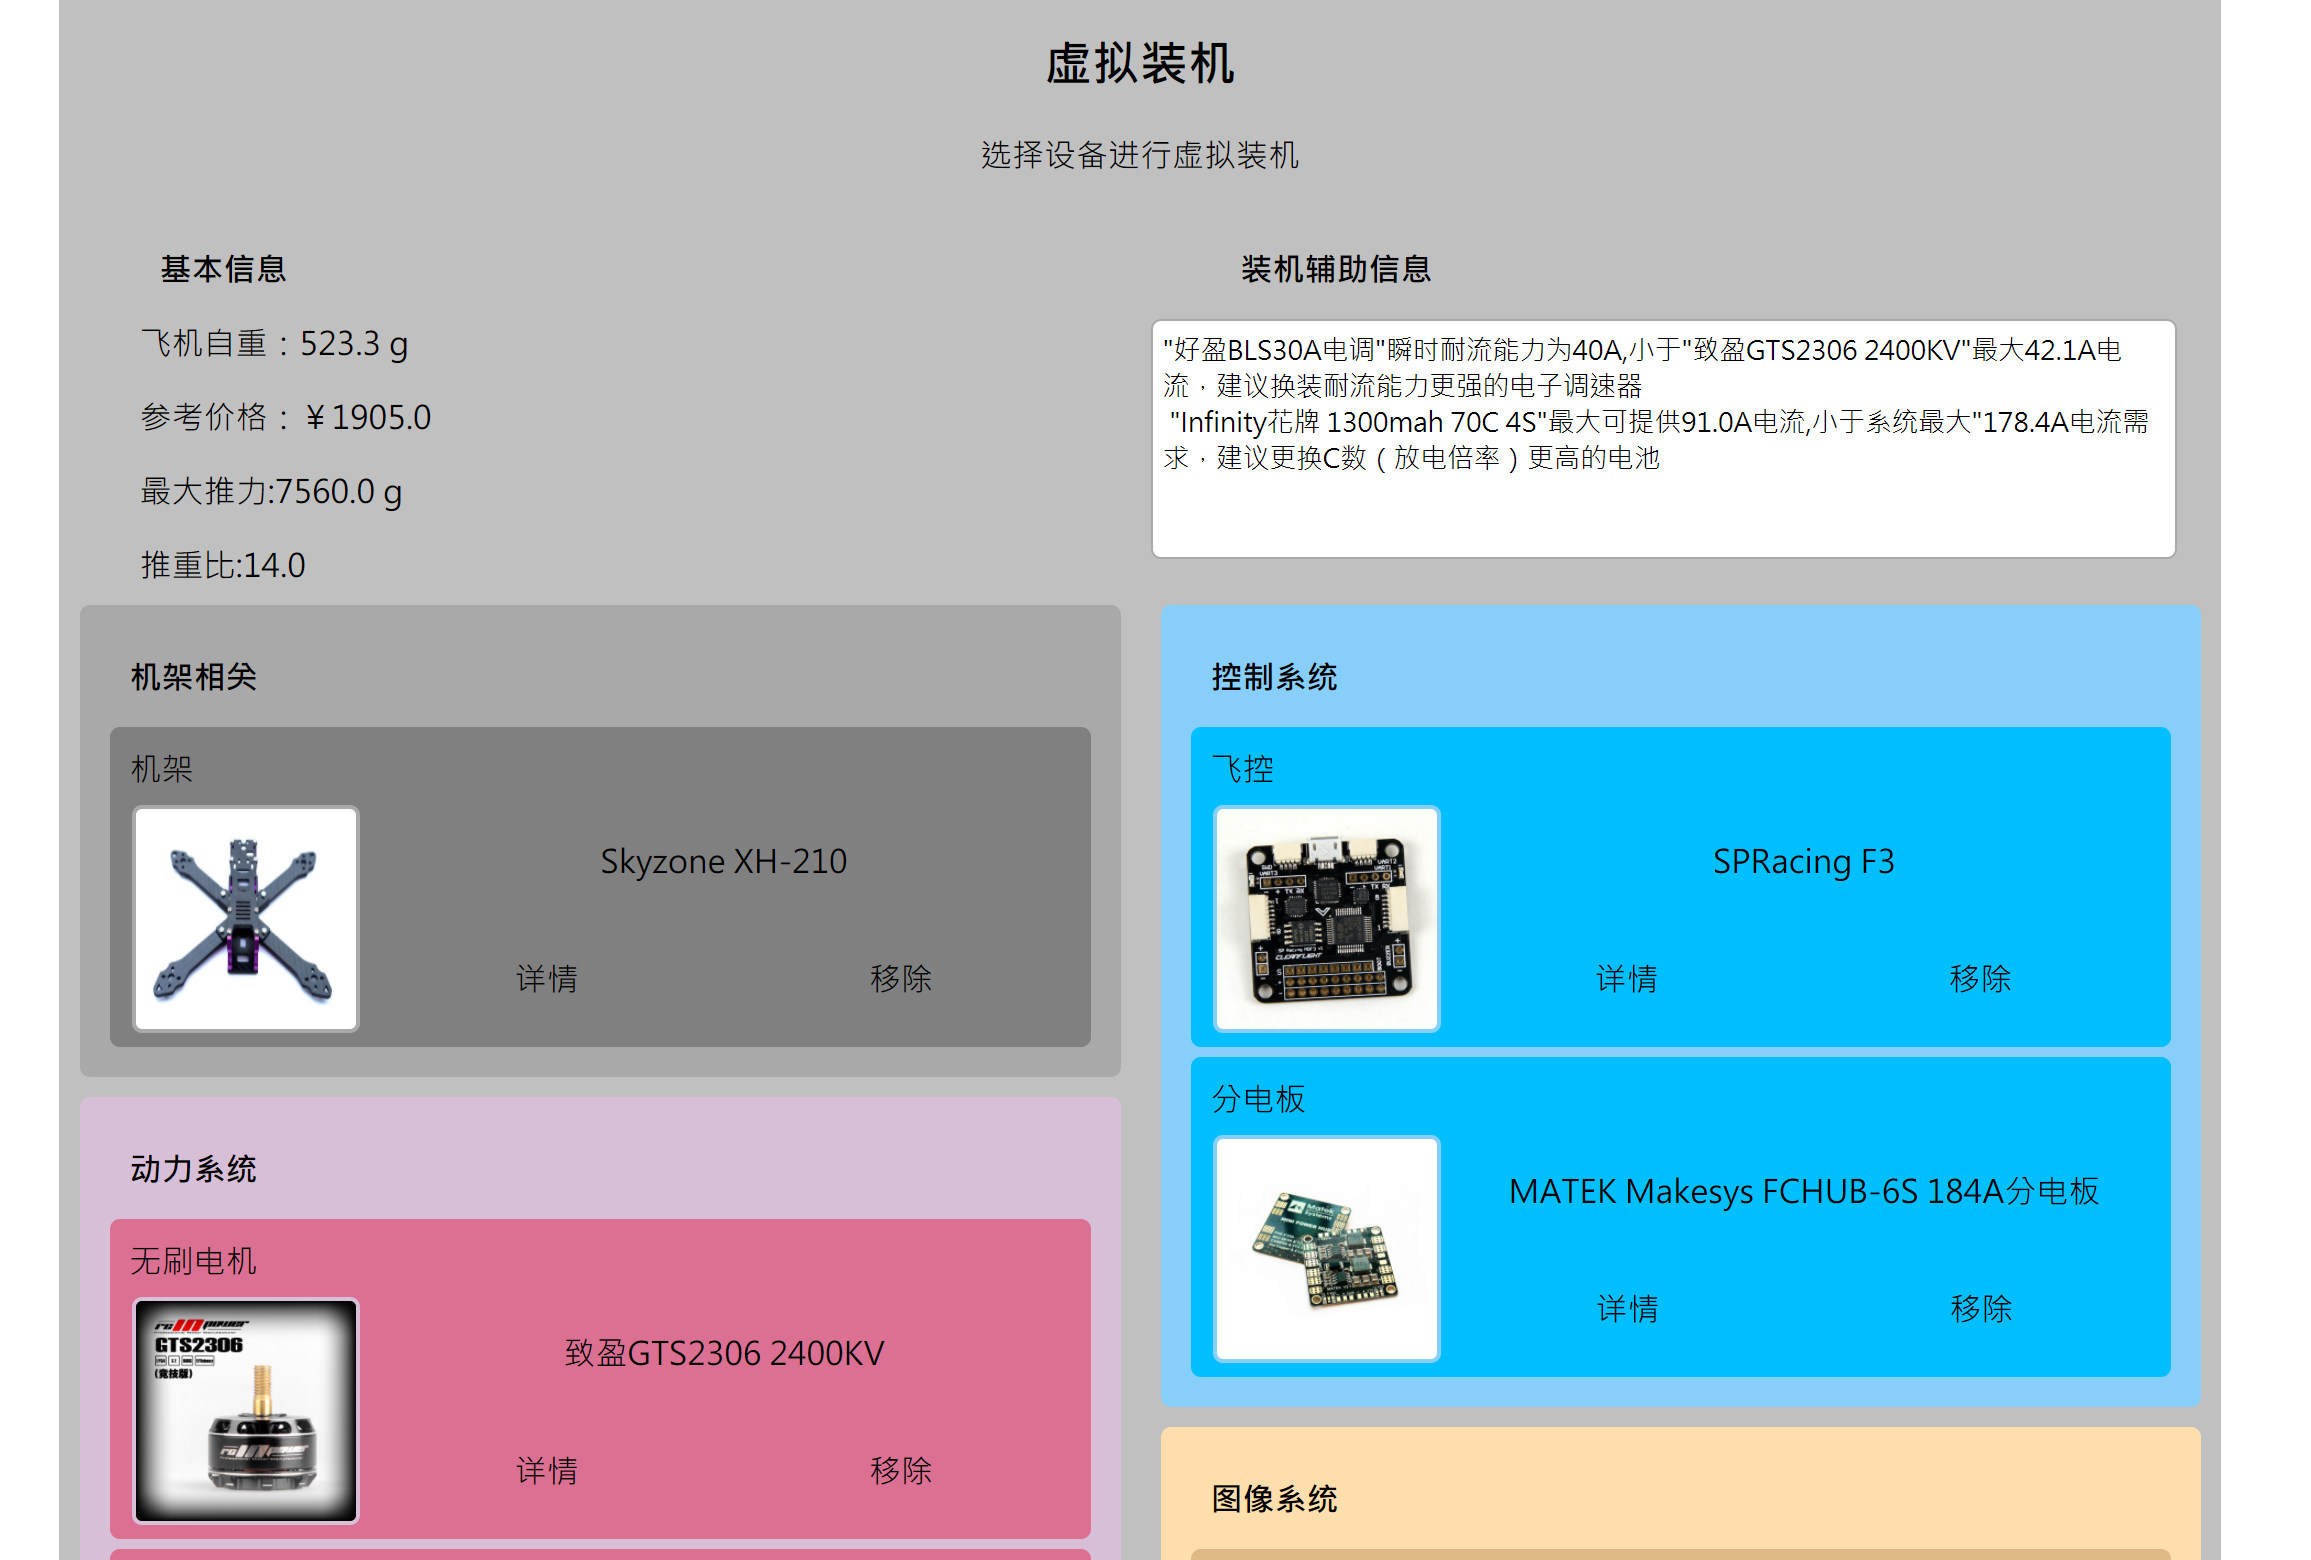 虚拟装机
选择设备进行虚拟装机
基本信息
飞机自重：523.3 g
参考价格：￥1905.0
最大推力:7560.0 g
推重比:14.0
装机辅助信息
"好盈BLS30A电调"瞬时耐流能力为40A,小于"致盈GTS2306 2400KV"最大42.1A电
流，建议换装耐流能力更强的电子调速器
"Infinity花牌 1300mah 70C 4S"最大可提供91.0A电流,小于系统最大"178.4A电流需
求，建议更换C数（放电倍率）更高的电池
机架相关
机架
Skyzone XH-210
详情
移除
动力系统
无刷电机
rcINpower
GTS2306
(竞技版)
致盈GTS2306 2400KV
详情
移除
控制系统
飞控
SPRacing F3
详情
移除
分电板
MATEK Makesys FCHUB-6S 184A分电板
详情
移除
图像系统